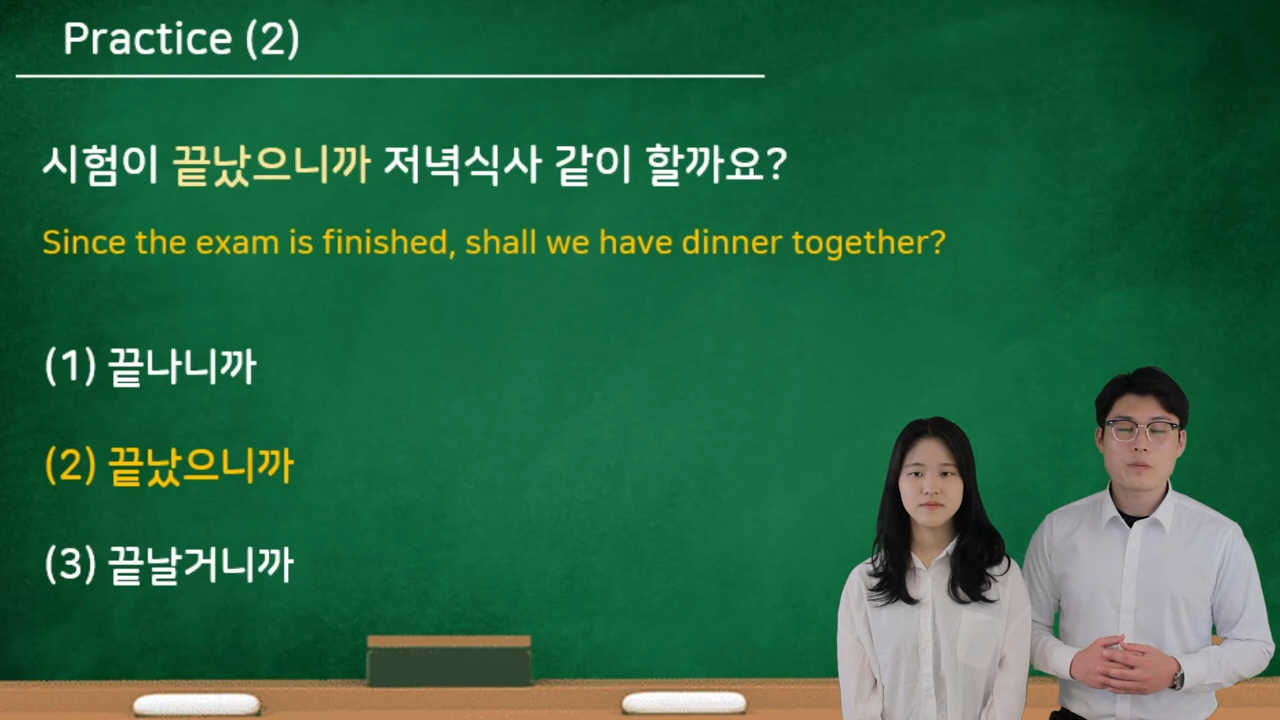 Practice (2)
시험이 끝났으니까 저녁식사 같이 할까요?
Since the exam is finished, shall we have dinner together?
(1) 끝나니까
(2) 끝났으니까
(3) 끝날거니까